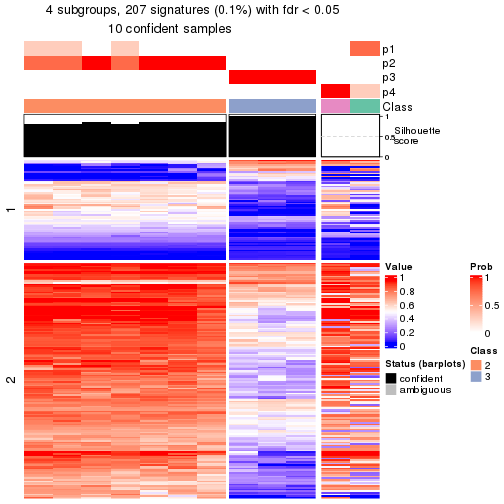 4 subgroups, 207 signatures (0.1%) with fdr < 0.05
10 confident samples
p1
p2
p3
p4
Class
1
0.5
0
Silhouette
score
1
2
Value
1
0.8
0.6
0.4
0.2
0
Prob
1
0.5
0
Status (barplots)
confident
ambiguous
Class
2
3